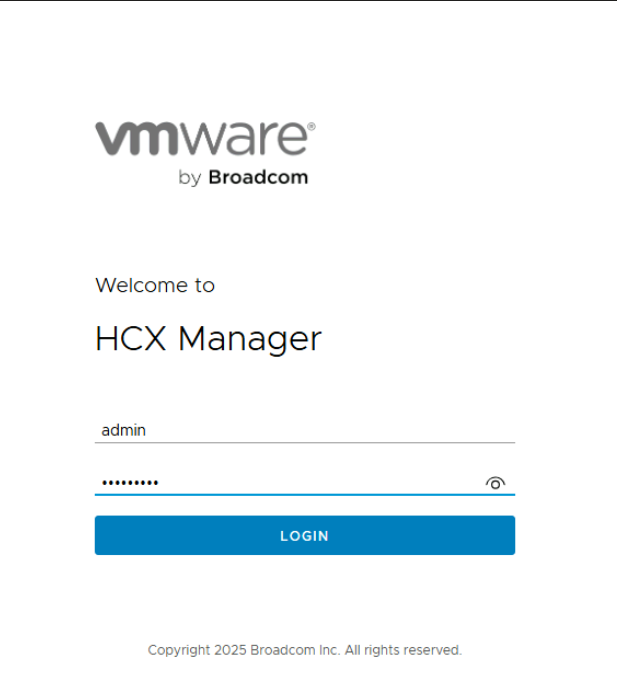 vmware®
by Broadcom
Welcome to
HCX Manager
admin
•••••••••
LOGIN
Copyright 2025 Broadcom Inc. All rights reserved.